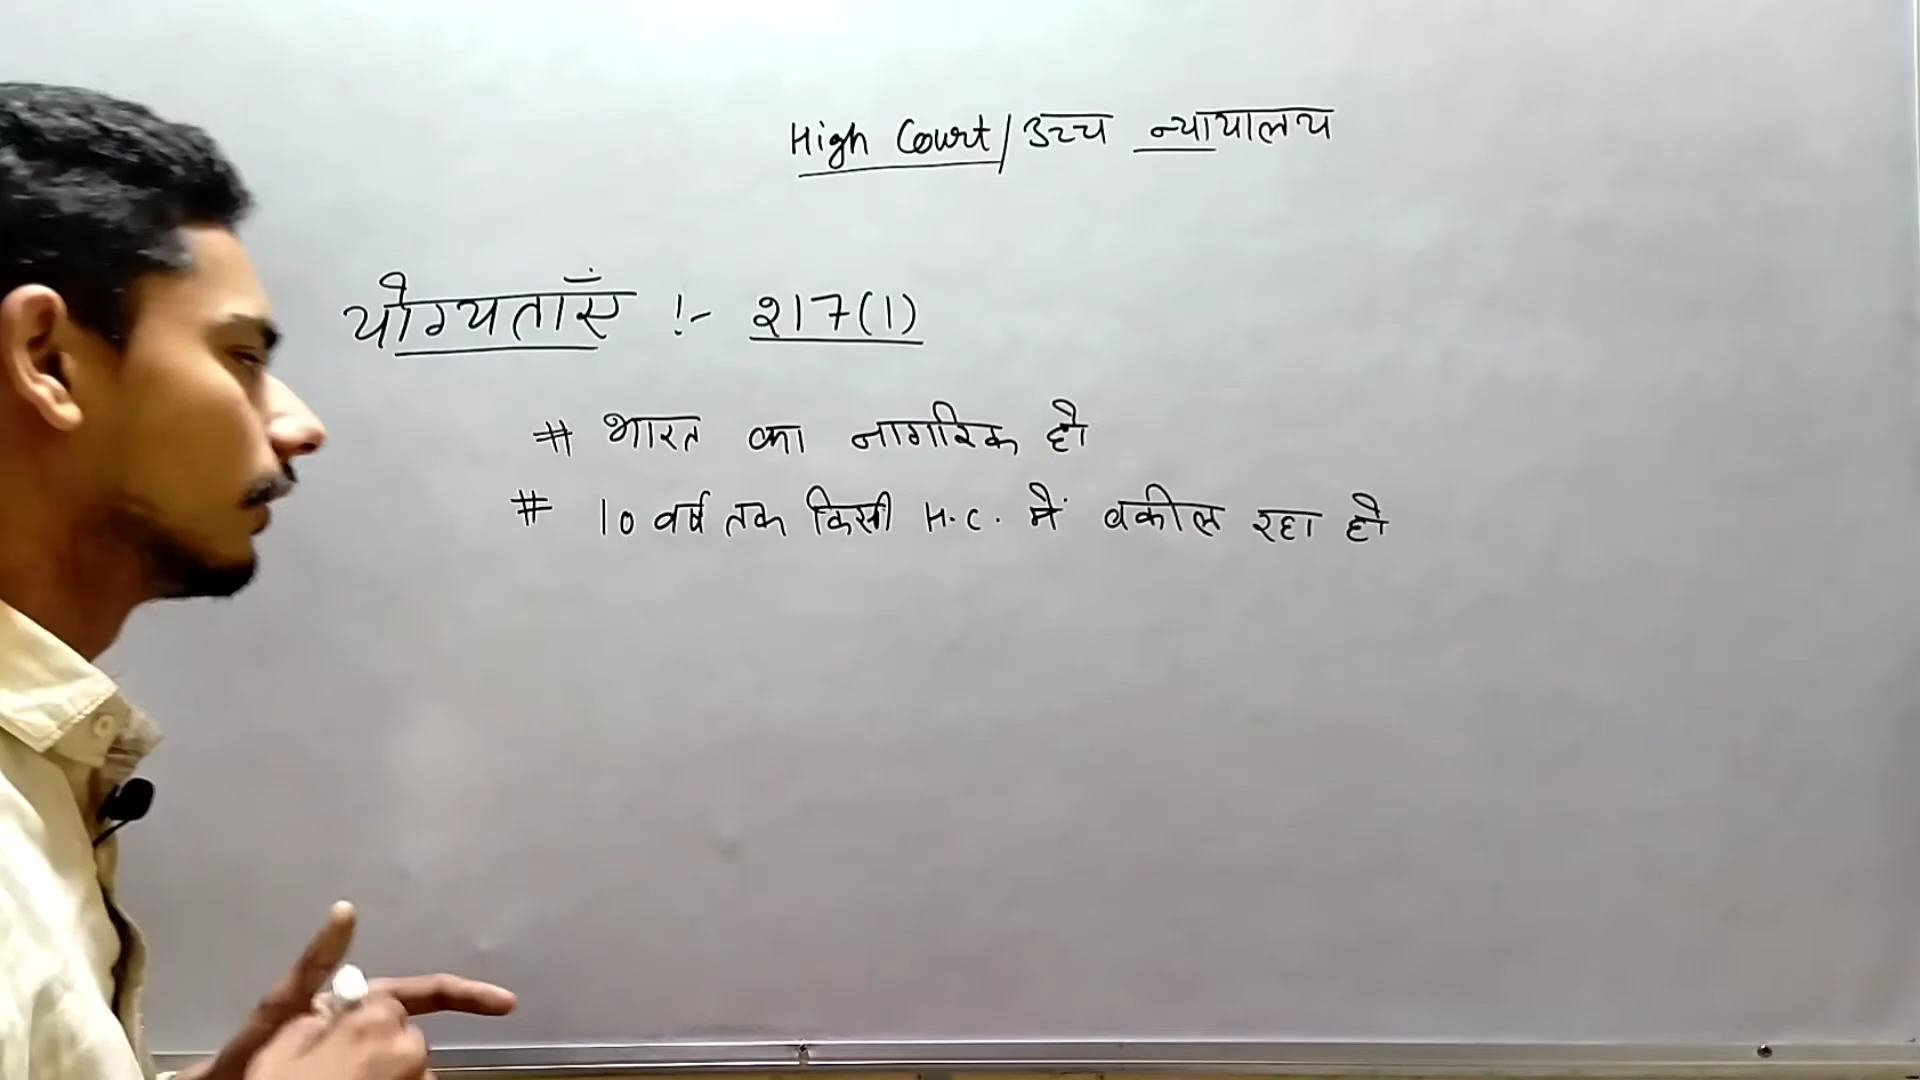 High Court/उच्च न्यायालय
योग्यताएँ :- 217(1)
# भारत का नागरिक हो
# 10 वर्ष तक किसी H.C. में वकील रहा हो